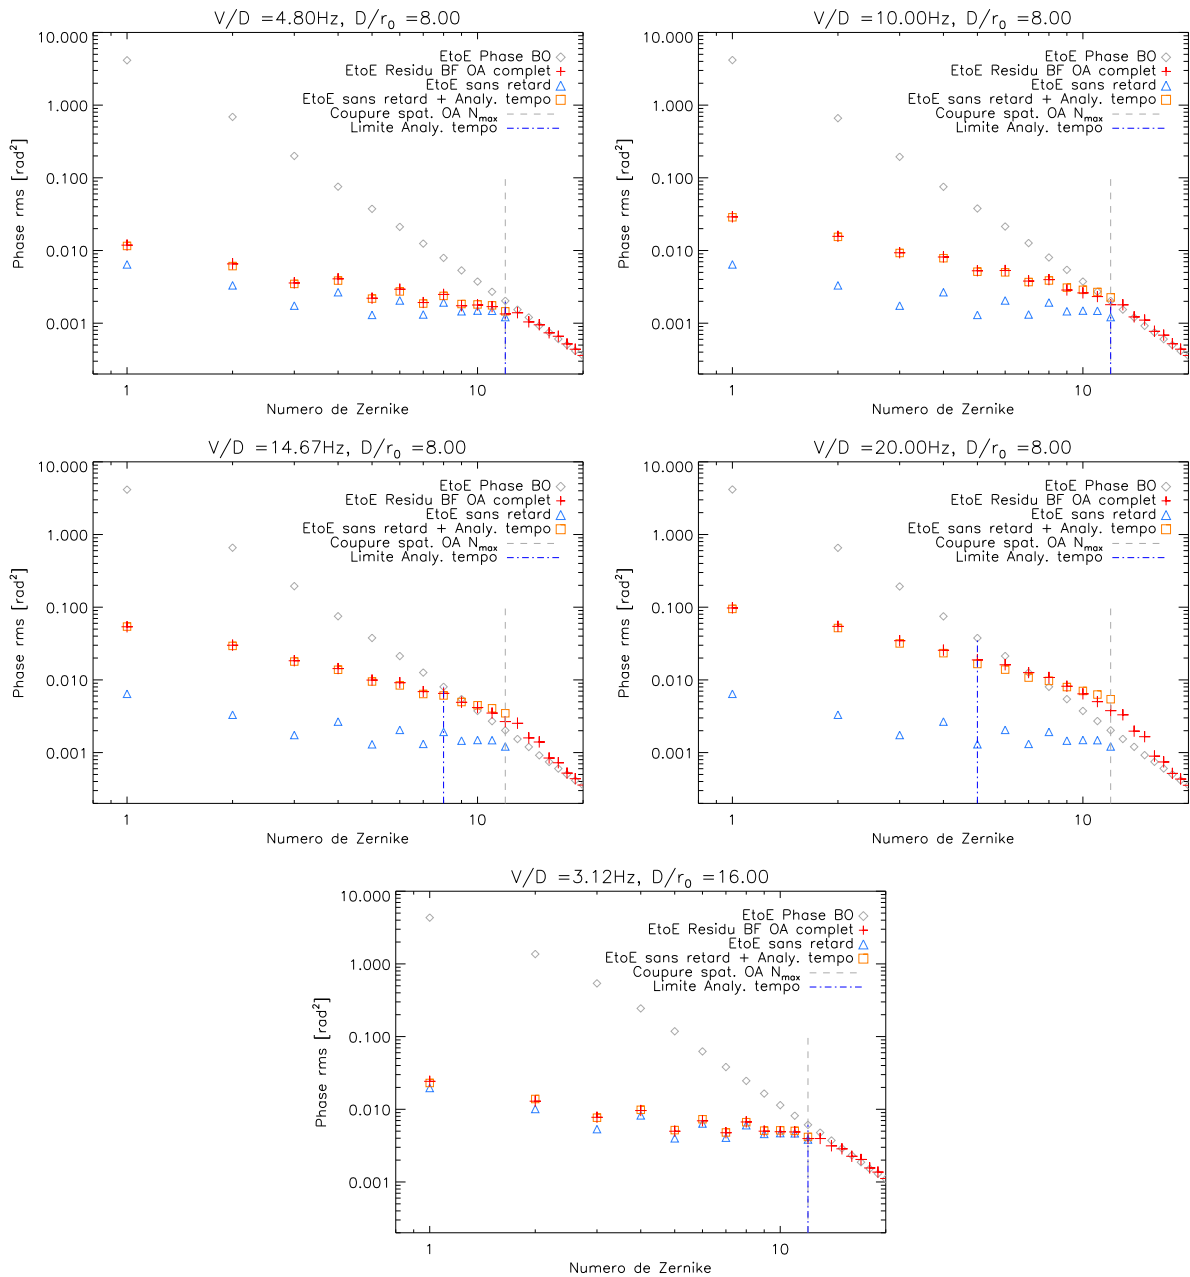 V/D =4.80Hz, D/r0 =8.00
10.000
1.000
0.100
0.010
0.001
Phase rms [rad2]
EtoE Phase BO
EtoE Residu BF OA complet
EtoE sans retard
EtoE sans retard + Analy. tempo
Coupure spat. OA Nmax
Limite Analy. tempo
1
10
Numero de Zernike
V/D =10.00Hz, D/r0 =8.00
10.000
1.000
0.100
0.010
0.001
Phase rms [rad2]
EtoE Phase BO
EtoE Residu BF OA complet
EtoE sans retard
EtoE sans retard + Analy. tempo
Coupure spat. OA Nmax
Limite Analy. tempo
1
10
Numero de Zernike
V/D =14.67Hz, D/r0 =8.00
10.000
1.000
0.100
0.010
0.001
Phase rms [rad2]
EtoE Phase BO
EtoE Residu BF OA complet
EtoE sans retard
EtoE sans retard + Analy. tempo
Coupure spat. OA Nmax
Limite Analy. tempo
1
10
Numero de Zernike
V/D =20.00Hz, D/r0 =8.00
10.000
1.000
0.100
0.010
0.001
Phase rms [rad2]
EtoE Phase BO
EtoE Residu BF OA complet
EtoE sans retard
EtoE sans retard + Analy. tempo
Coupure spat. OA Nmax
Limite Analy. tempo
1
10
Numero de Zernike
V/D =3.12Hz, D/r0 =16.00
10.000
1.000
0.100
0.010
0.001
Phase rms [rad2]
EtoE Phase BO
EtoE Residu BF OA complet
EtoE sans retard
EtoE sans retard + Analy. tempo
Coupure spat. OA Nmax
Limite Analy. tempo
1
10
Numero de Zernike